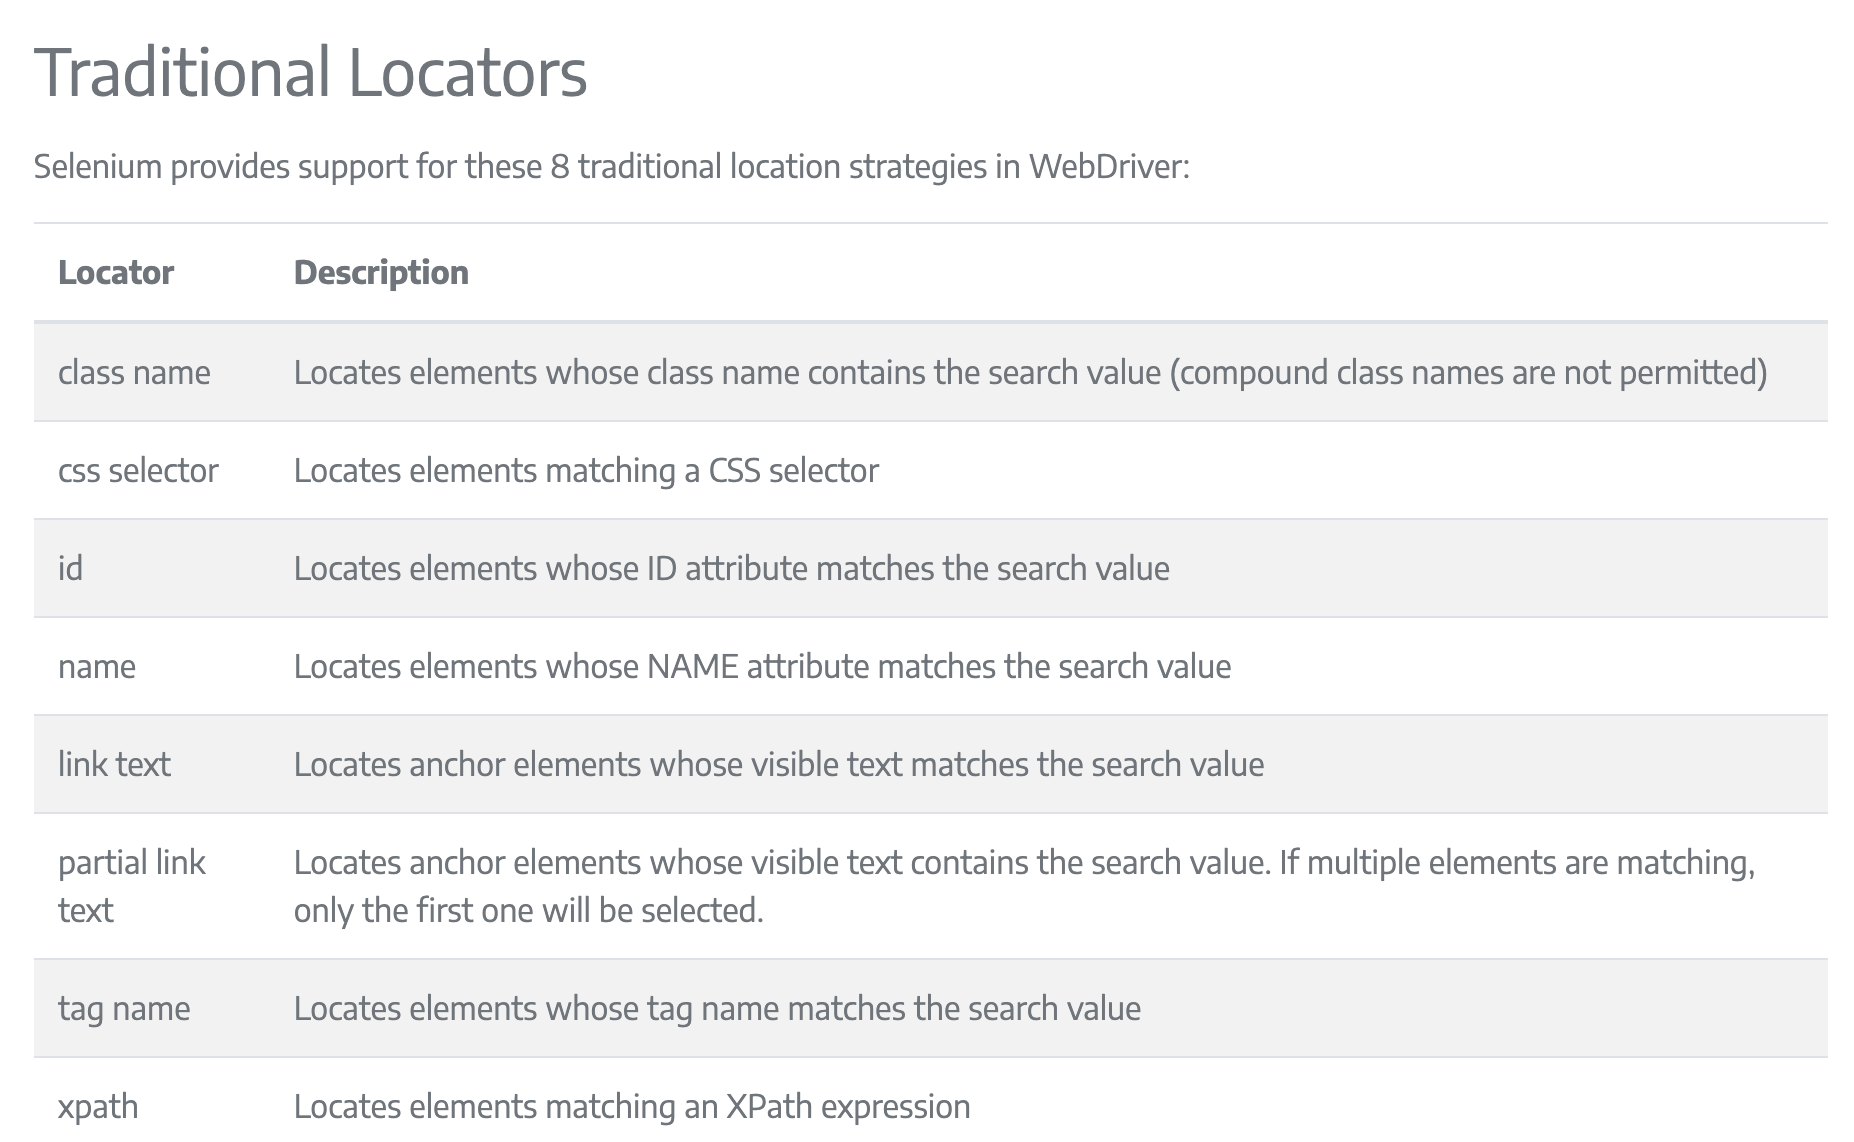 Traditional Locators
Selenium provides support for these 8 traditional location strategies in WebDriver:
Locator Description
class name Locates elements whose class name contains the search value (compound class names are not permitted)
css selector Locates elements matching a CSS selector
id Locates elements whose ID attribute matches the search value
name Locates elements whose NAME attribute matches the search value
link text Locates anchor elements whose visible text matches the search value
partial link Locates anchor elements whose visible text contains the search value. If multiple elements are matching,
text only the first one will be selected.
tag name Locates elements whose tag name matches the search value
xpath Locates elements matching an XPath expression